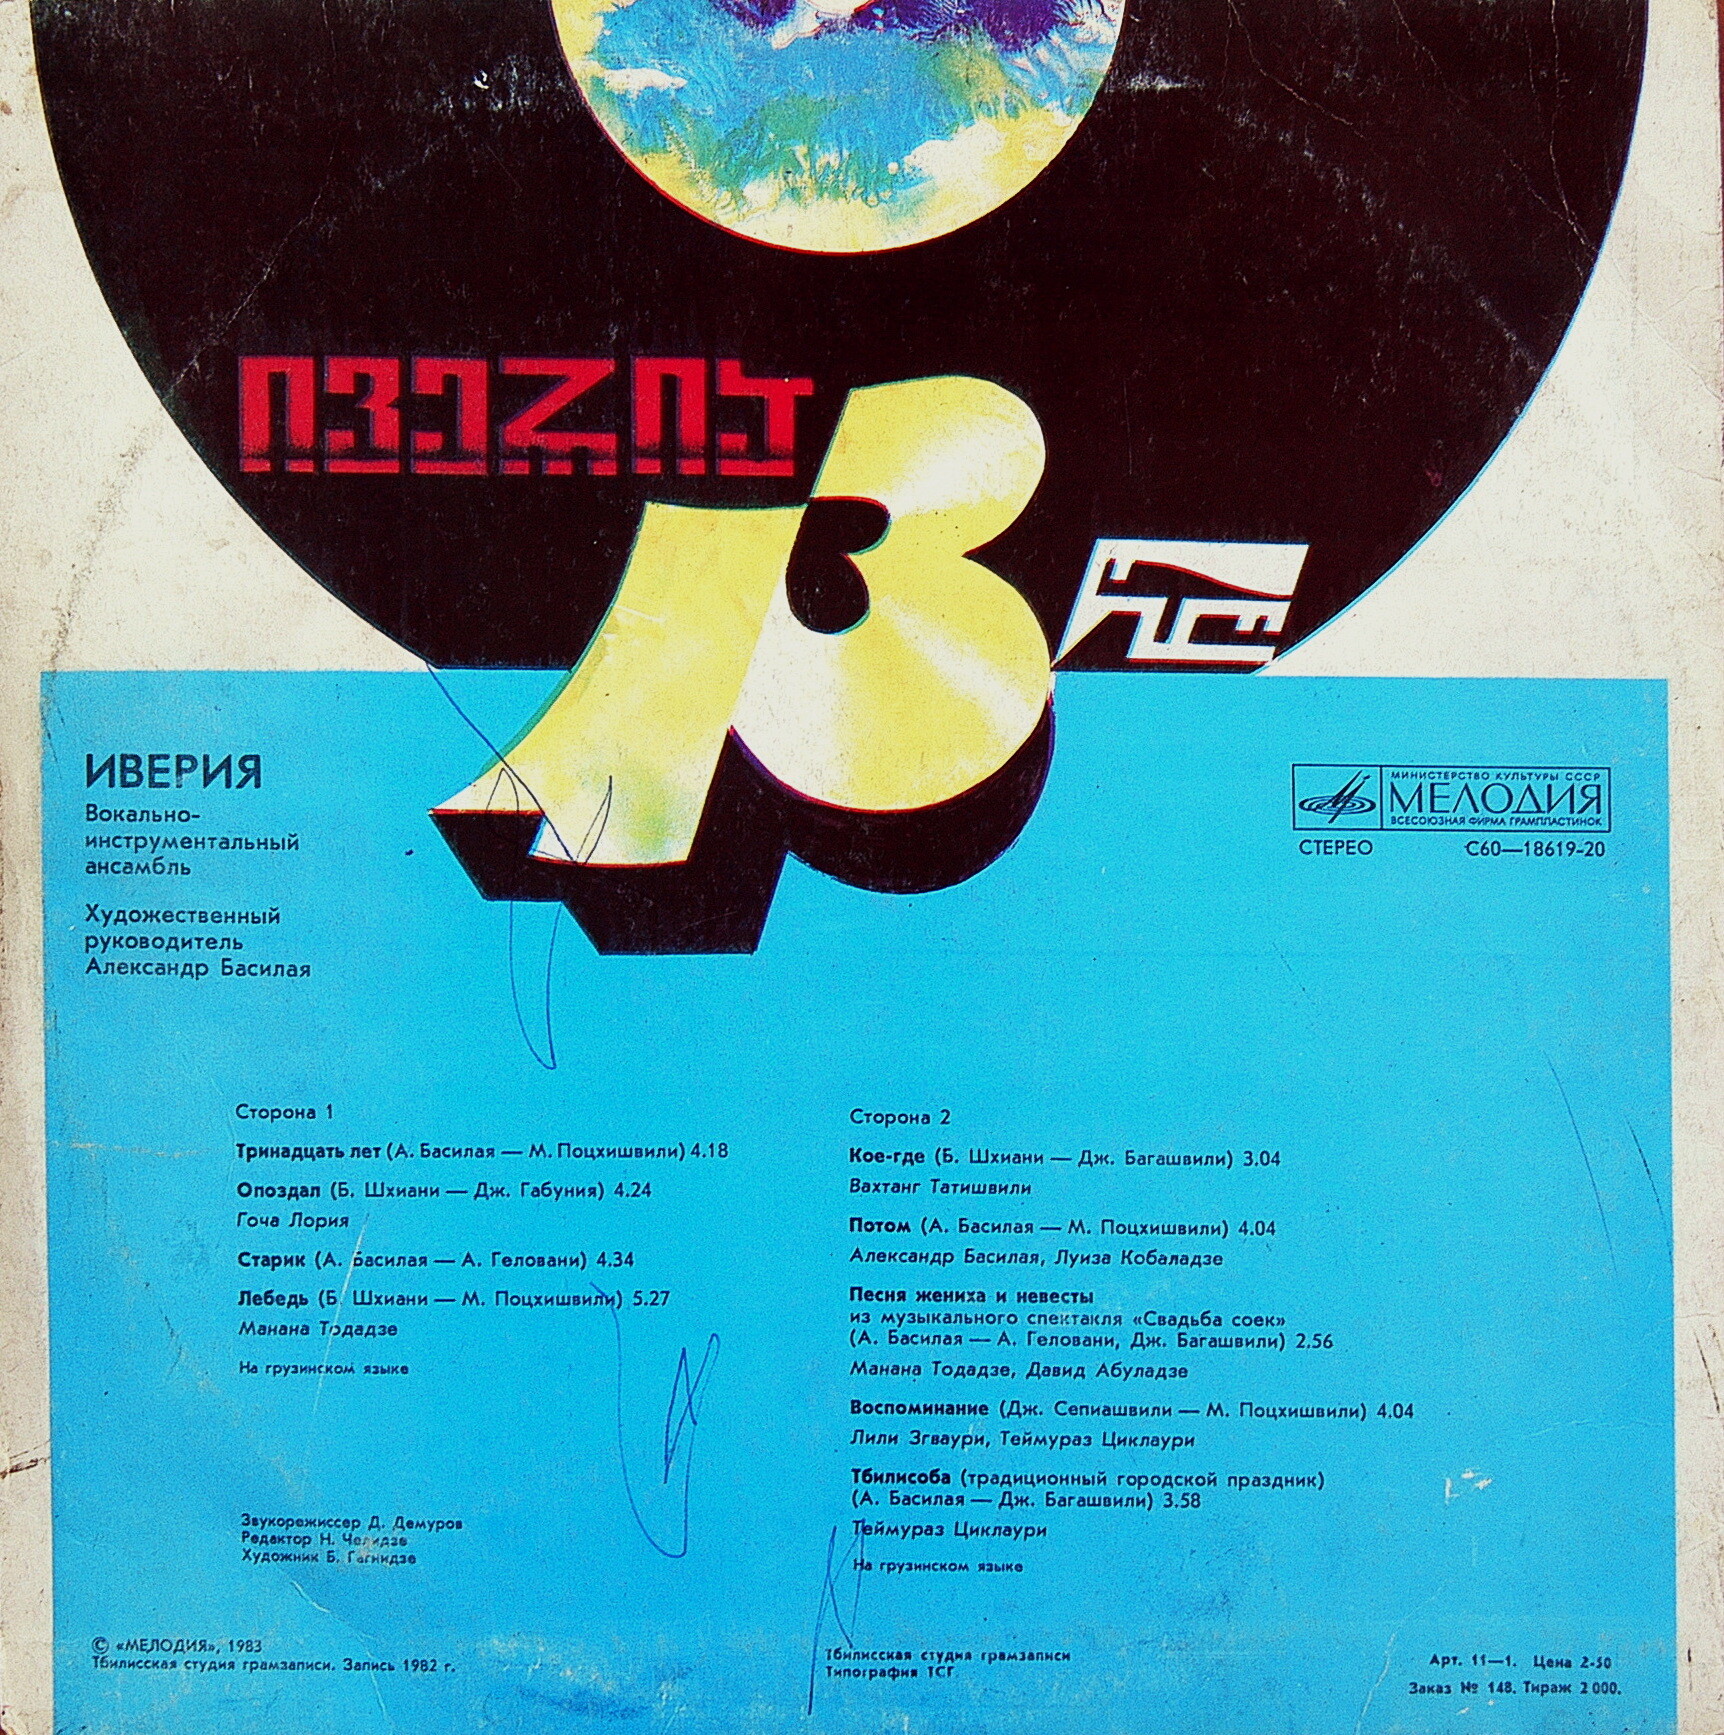 ИВЕРИЯ
Вокально-
инструментальный
ансамбль
Художественный
руководитель
Александр Басилая
МИНИСТЕРСТВО КУЛЬТУРЫ СССР
МЕЛОДИЯ
ВСЕСОЮЗНАЯ ФИРМА ГРАМПЛАСТИНОК
СТЕРЕО С60—18619-20
Сторона 1
Тринадцать лет (А. Басилая — М. Поцхишвили) 4.18
Опоздал (Б. Шхиани — Дж. Габуния) 4.24
Гоча Лория
Старик (А. Басилая — А. Геловани) 4.34
Лебедь (Б. Шхиани — М. Поцхишвили) 5.27
Манана Тодадзе
На грузинском языке
Звукорежиссер Д. Демуров
Редактор Н. Челидзе
Художник Б. Гагнидзе
Сторона 2
Кое-где (Б. Шхиани — Дж. Багашвили) 3.04
Вахтанг Татишвили
Потом (А. Басилая — М. Поцхишвили) 4.04
Александр Басилая, Луиза Кобаладзе
Песня жениха и невесты
из музыкального спектакля «Свадьба соек»
(А. Басилая — А. Геловани, Дж. Багашвили) 2.56
Манана Тодадзе, Давид Абуладзе
Воспоминание (Дж. Сепиашвили — М. Поцхишвили) 4.04
Лили Згваури, Теймураз Циклаури
Тбилисоба (традиционный городской праздник)
(А. Басилая — Дж. Багашвили) 3.58
Теймураз Циклаури
На грузинском языке
© «МЕЛОДИЯ», 1983
Тбилисская студия грамзаписи. Запись 1982 г.
Тбилисская студия грамзаписи
Типография ТСГ
Арт. 11—1. Цена 2-50
Заказ № 148. Тираж 2 000.